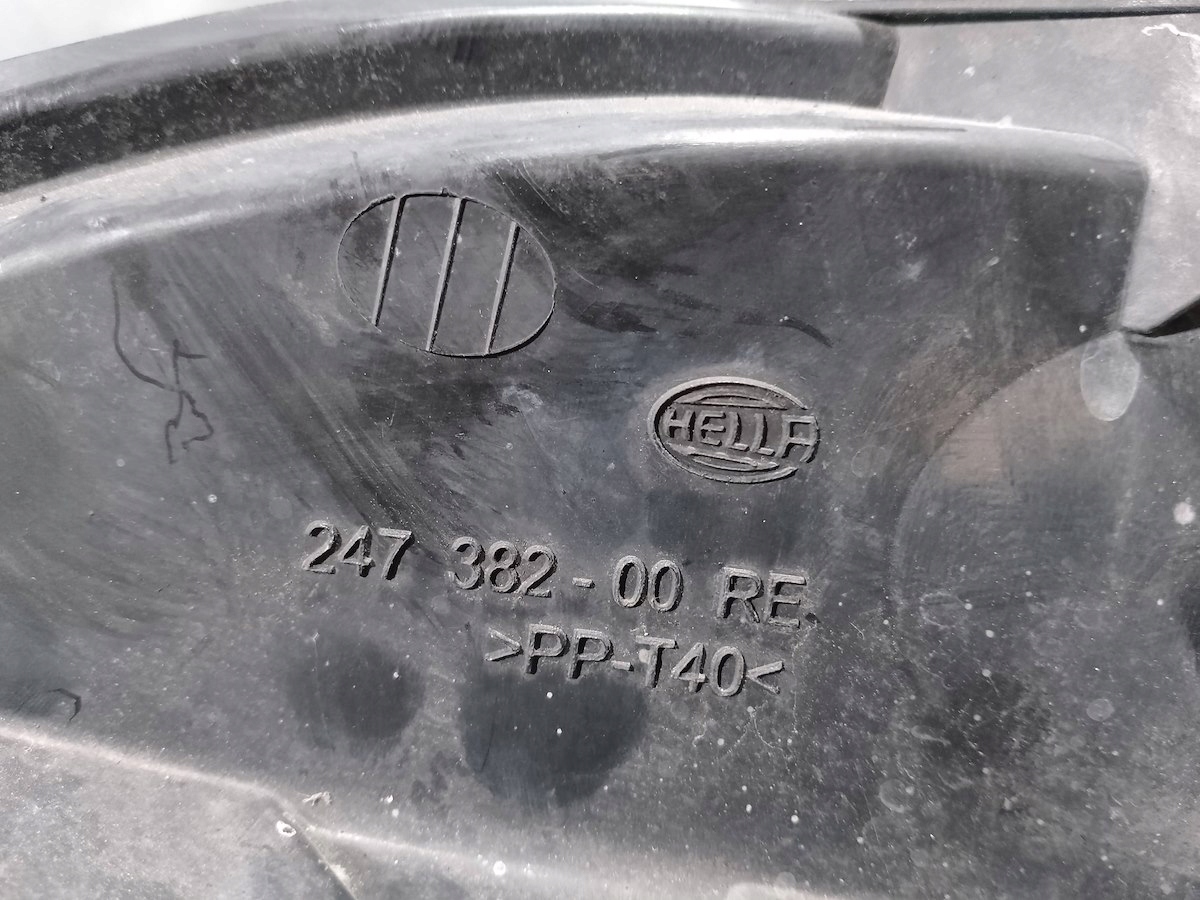 HELLA
247 382-00 RE
>PP-T40<